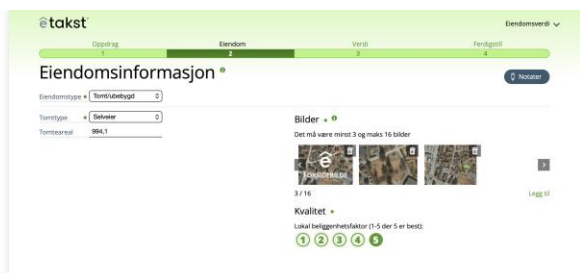 êtakst
Eiendomsverdi
Oppdrag Eiendom Verdi Ferdigstill
1 2 3 4
Eiendomsinformasjon
Notater
Eiendomstype Tomt/ubebygd
Tomttype Selveier
Tomteareal 984,1
Bilder
Det må være minst 3 og maks 16 bilder
ê
FORSIDEBILDE
3 / 16 Legg til
Kvalitet
Lokal beliggenhetsfaktor (1-5 der 5 er best):
1 2 3 4 5